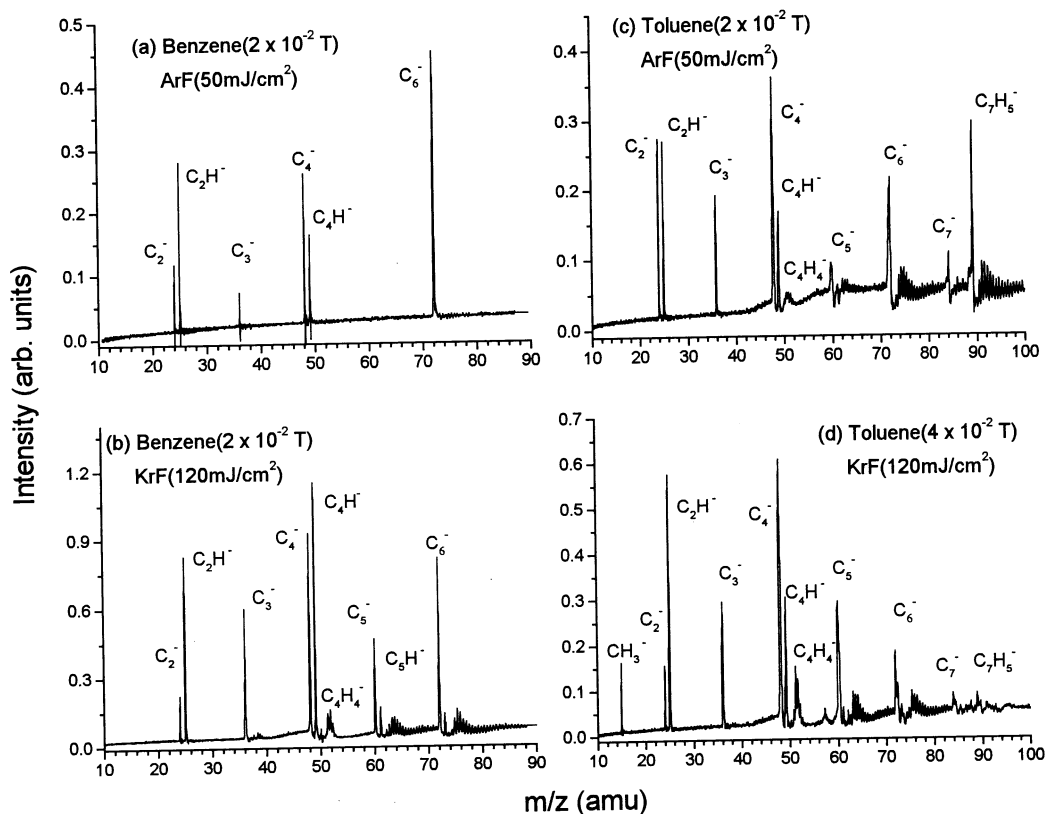 Intensity (arb. units)
(a) Benzene(2 x 10⁻² T)
ArF(50mJ/cm²)
0.5
0.4
0.3
0.2
0.1
0.0
C₂⁻
C₂H⁻
C₃⁻
C₄⁻
C₄H⁻
C₆⁻
10 20 30 40 50 60 70 80 90
(c) Toluene(2 x 10⁻² T)
ArF(50mJ/cm²)
0.4
0.3
0.2
0.1
0.0
C₂⁻
C₂H⁻
C₃⁻
C₄⁻
C₄H⁻
C₄H₄⁻
C₅⁻
C₆⁻
C₇⁻
C₇H₅⁻
10 20 30 40 50 60 70 80 90 100
(b) Benzene(2 x 10⁻² T)
KrF(120mJ/cm²)
1.2
0.9
0.6
0.3
0.0
C₂⁻
C₂H⁻
C₃⁻
C₄⁻
C₄H⁻
C₄H₄⁻
C₅⁻
C₅H⁻
C₆⁻
10 20 30 40 50 60 70 80 90
(d) Toluene(4 x 10⁻² T)
KrF(120mJ/cm²)
0.7
0.6
0.5
0.4
0.3
0.2
0.1
0.0
CH₃⁻
C₂⁻
C₂H⁻
C₃⁻
C₄⁻
C₄H⁻
C₄H₄⁻
C₅⁻
C₆⁻
C₇⁻
C₇H₅⁻
10 20 30 40 50 60 70 80 90 100
m/z (amu)